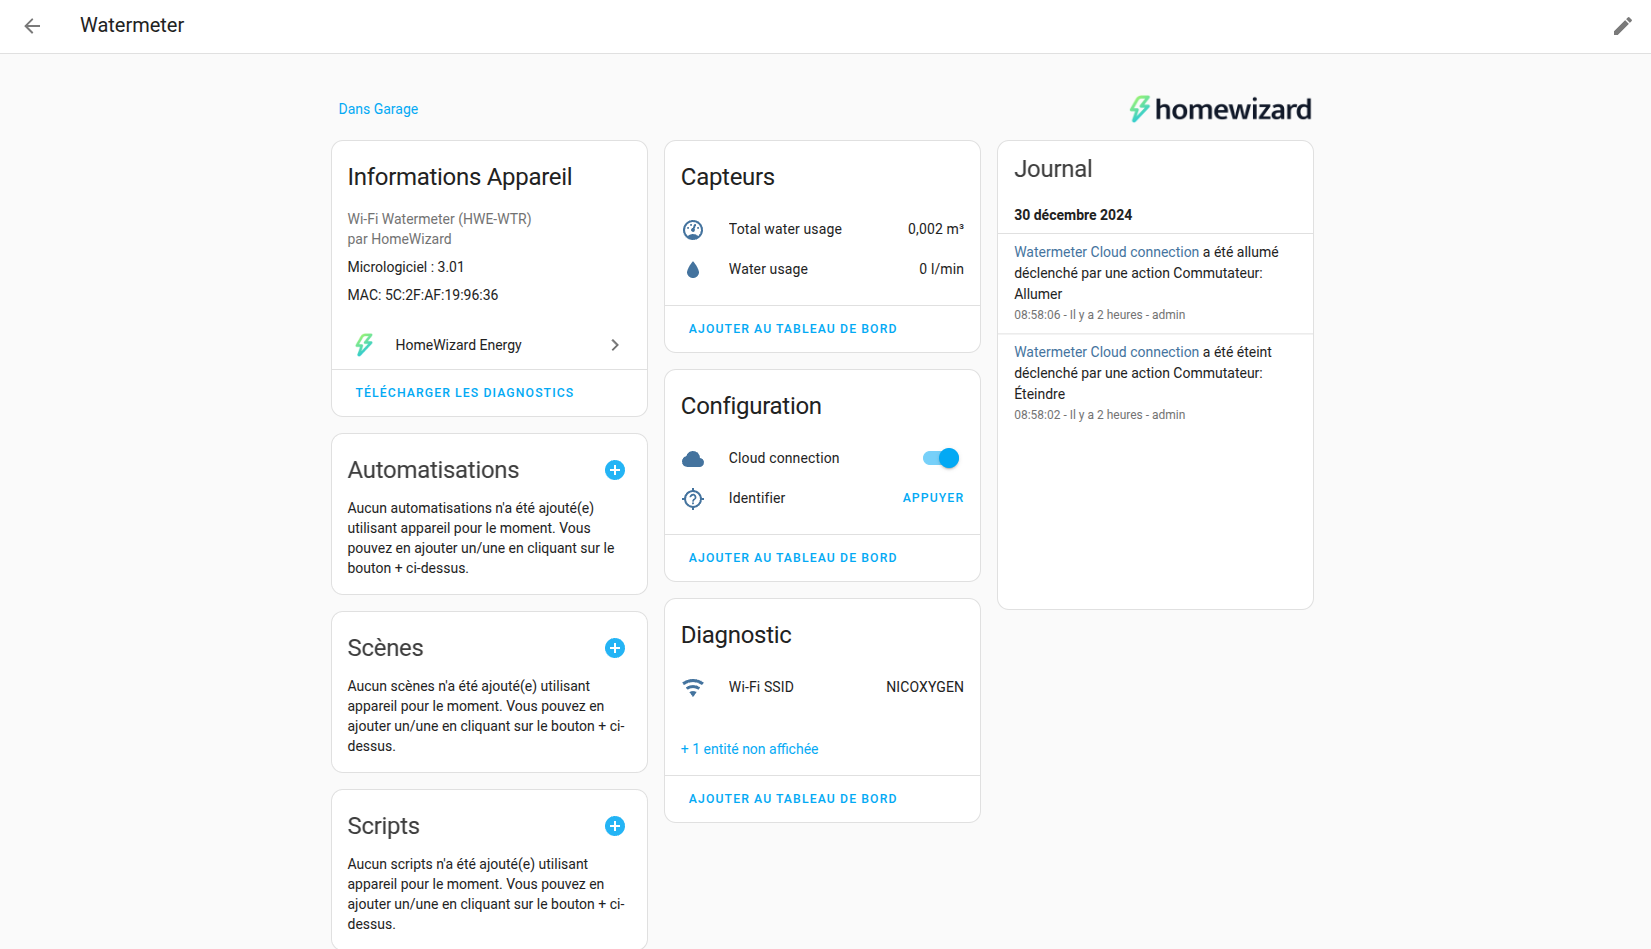 Watermeter
Dans Garage
homewizard
Informations Appareil
Wi-Fi Watermeter (HWE-WTR)
par HomeWizard
Micrologiciel : 3.01
MAC: 5C:2F:AF:19:96:36
HomeWizard Energy
TÉLÉCHARGER LES DIAGNOSTICS
Automatisations
Aucun automatisations n'a été ajouté(e)
utilisant appareil pour le moment. Vous
pouvez en ajouter un/une en cliquant sur le
bouton + ci-dessus.
Scènes
Aucun scènes n'a été ajouté(e) utilisant
appareil pour le moment. Vous pouvez en
ajouter un/une en cliquant sur le bouton + ci-
dessus.
Scripts
Aucun scripts n'a été ajouté(e) utilisant
appareil pour le moment. Vous pouvez en
ajouter un/une en cliquant sur le bouton + ci-
dessus.
Capteurs
Total water usage 0,002 m³
Water usage 0 l/min
AJOUTER AU TABLEAU DE BORD
Configuration
Cloud connection
Identifier APPUYER
AJOUTER AU TABLEAU DE BORD
Diagnostic
Wi-Fi SSID NICOXYGEN
+ 1 entité non affichée
AJOUTER AU TABLEAU DE BORD
Journal
30 décembre 2024
Watermeter Cloud connection a été allumé
déclenché par une action Commutateur:
Allumer
08:58:06 - Il y a 2 heures - admin
Watermeter Cloud connection a été éteint
déclenché par une action Commutateur:
Éteindre
08:58:02 - Il y a 2 heures - admin